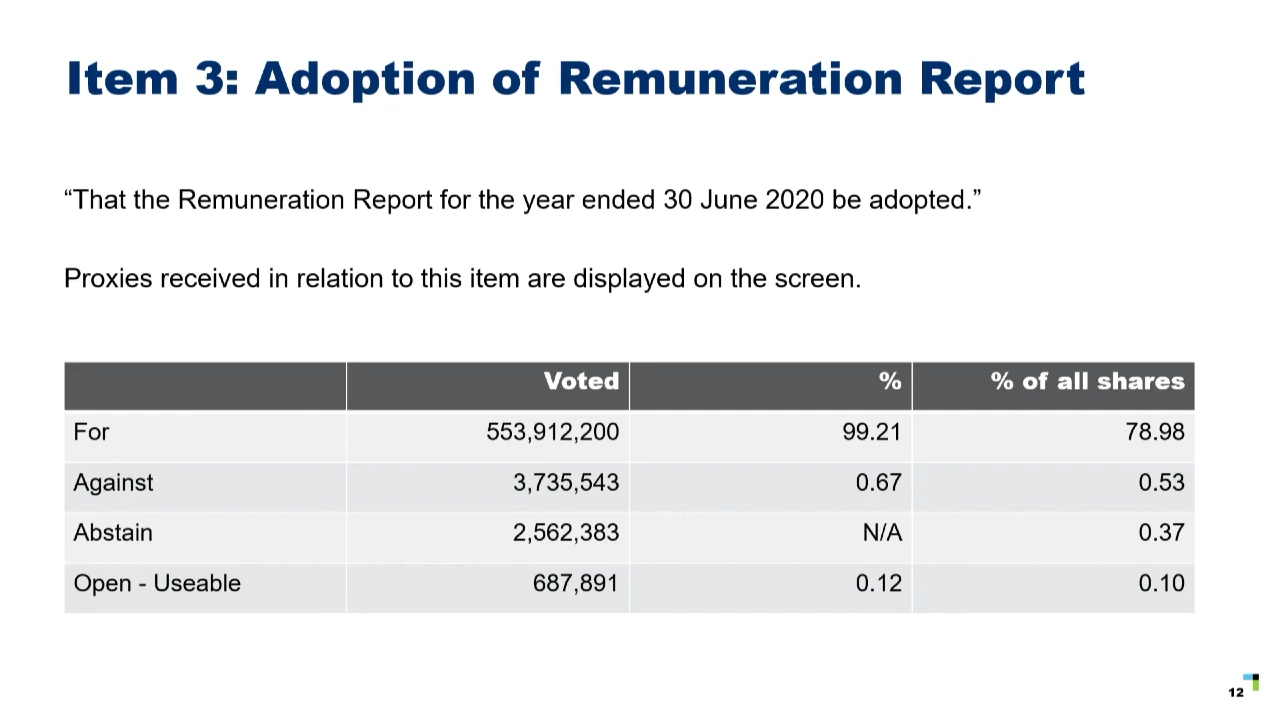 Item 3: Adoption of Remuneration Report
“That the Remuneration Report for the year ended 30 June 2020 be adopted.”
Proxies received in relation to this item are displayed on the screen.
Voted % % of all shares
For 553,912,200 99.21 78.98
Against 3,735,543 0.67 0.53
Abstain 2,562,383 N/A 0.37
Open - Useable 687,891 0.12 0.10
12